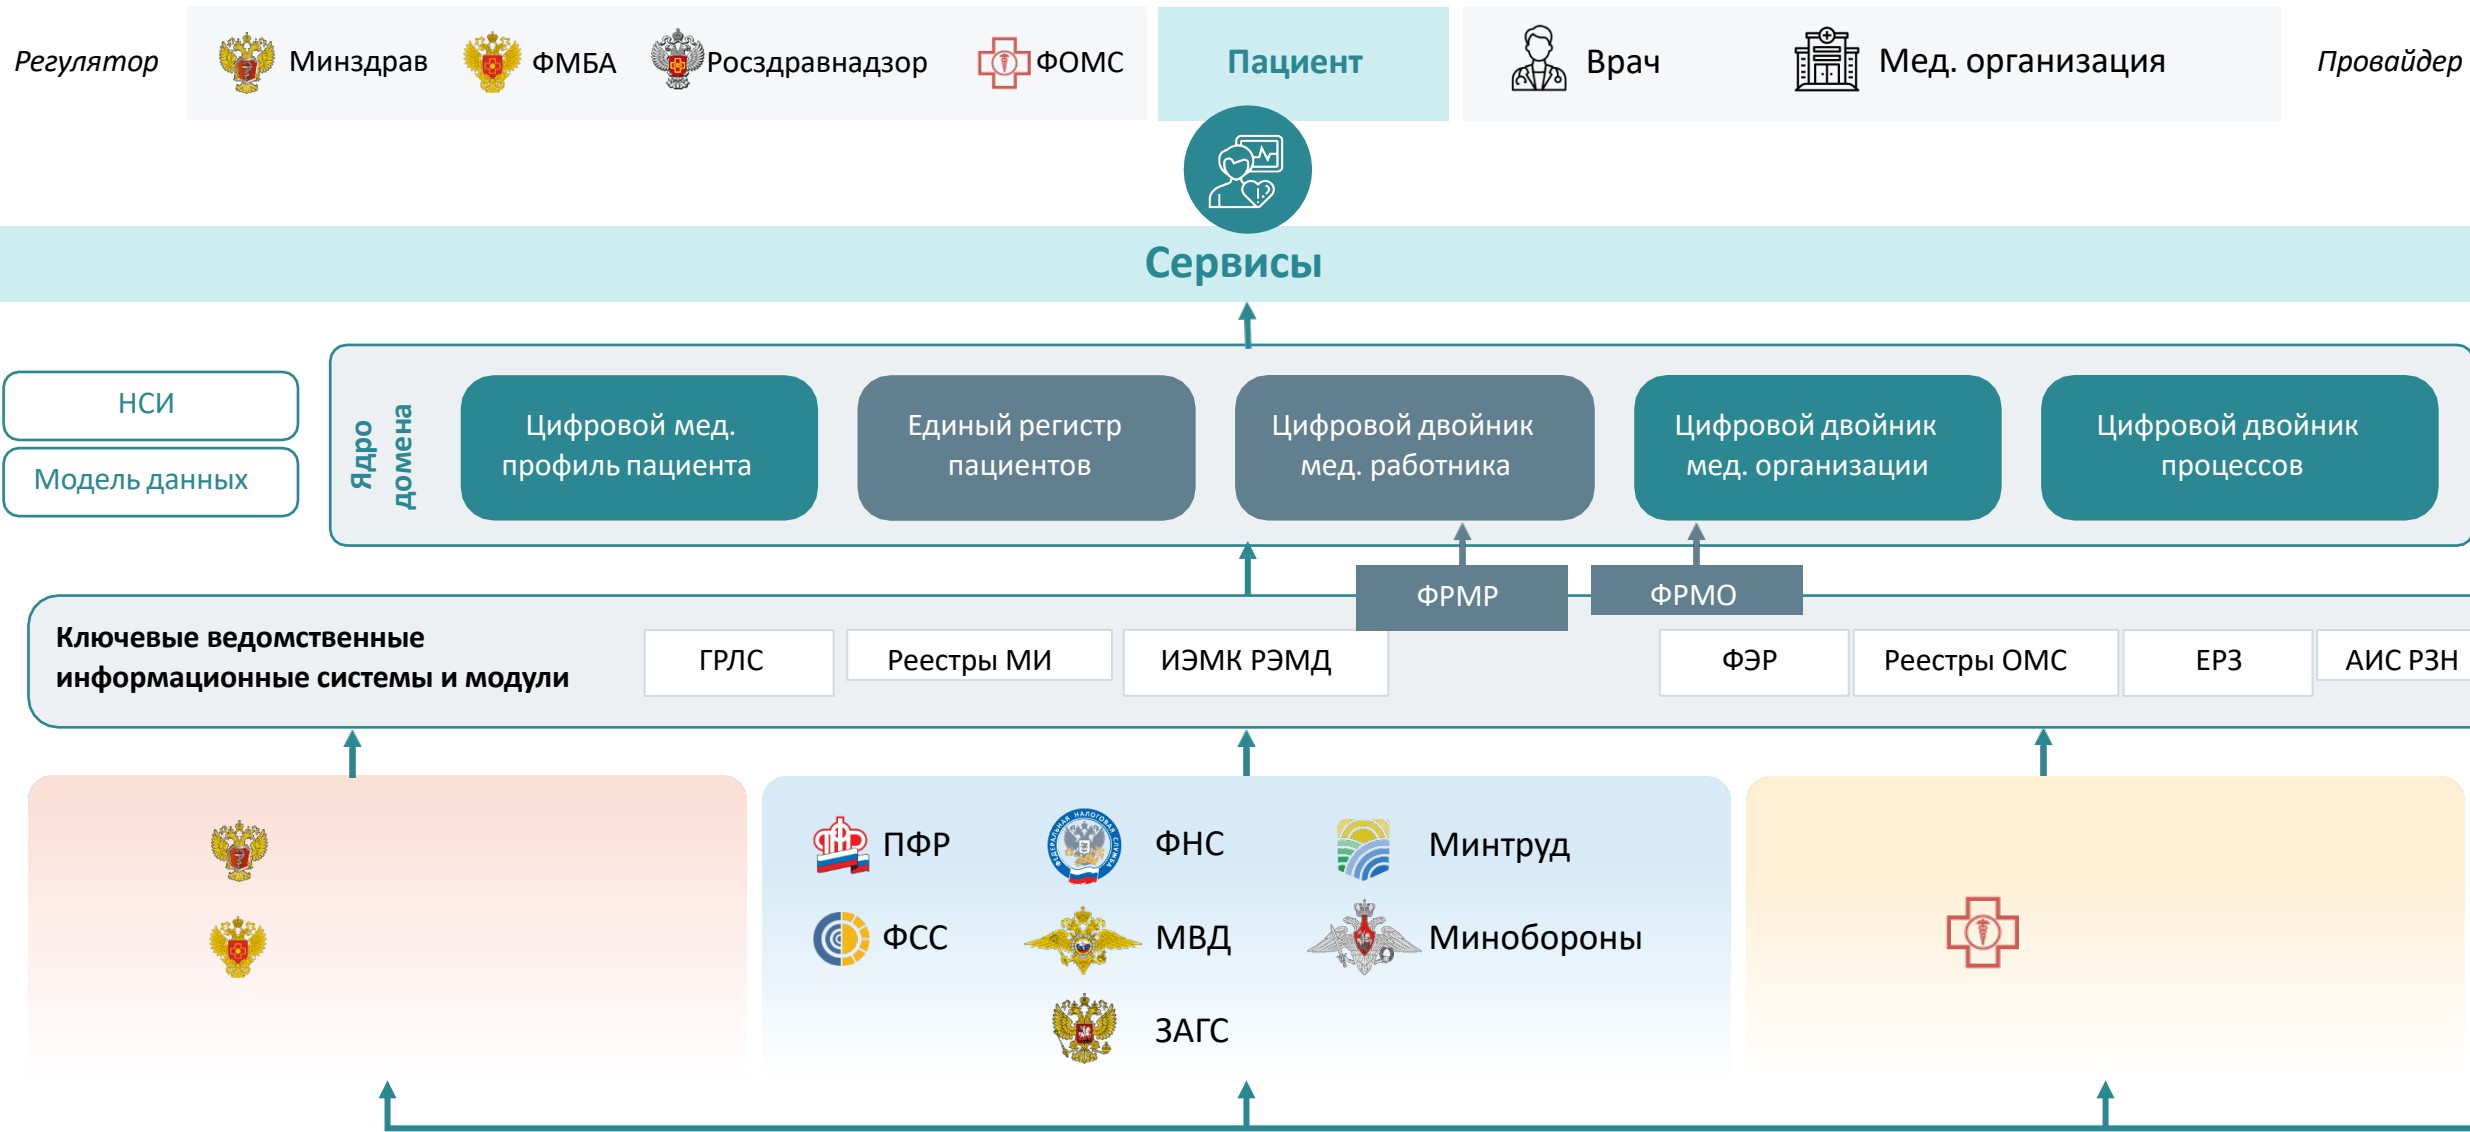 Регулятор
Минздрав
ФМБА
Росздравнадзор
ФОМС
Пациент
Врач
Мед. организация
Провайдер
Сервисы
НСИ
Модель данных
Ядро
домена
Цифровой мед.
профиль пациента
Единый регистр
пациентов
Цифровой двойник
мед. работника
Цифровой двойник
мед. организации
Цифровой двойник
процессов
ФРМР
ФРМО
Ключевые ведомственные
информационные системы и модули
ГРЛС
Реестры МИ
ИЭМК РЭМД
ФЭР
Реестры ОМС
ЕРЗ
АИС РЗН
ПФР
ФЕДЕРАЛЬНАЯ НАЛОГОВАЯ СЛУЖБА
ФНС
Минтруд
ФСС
МВД
Минобороны
ЗАГС